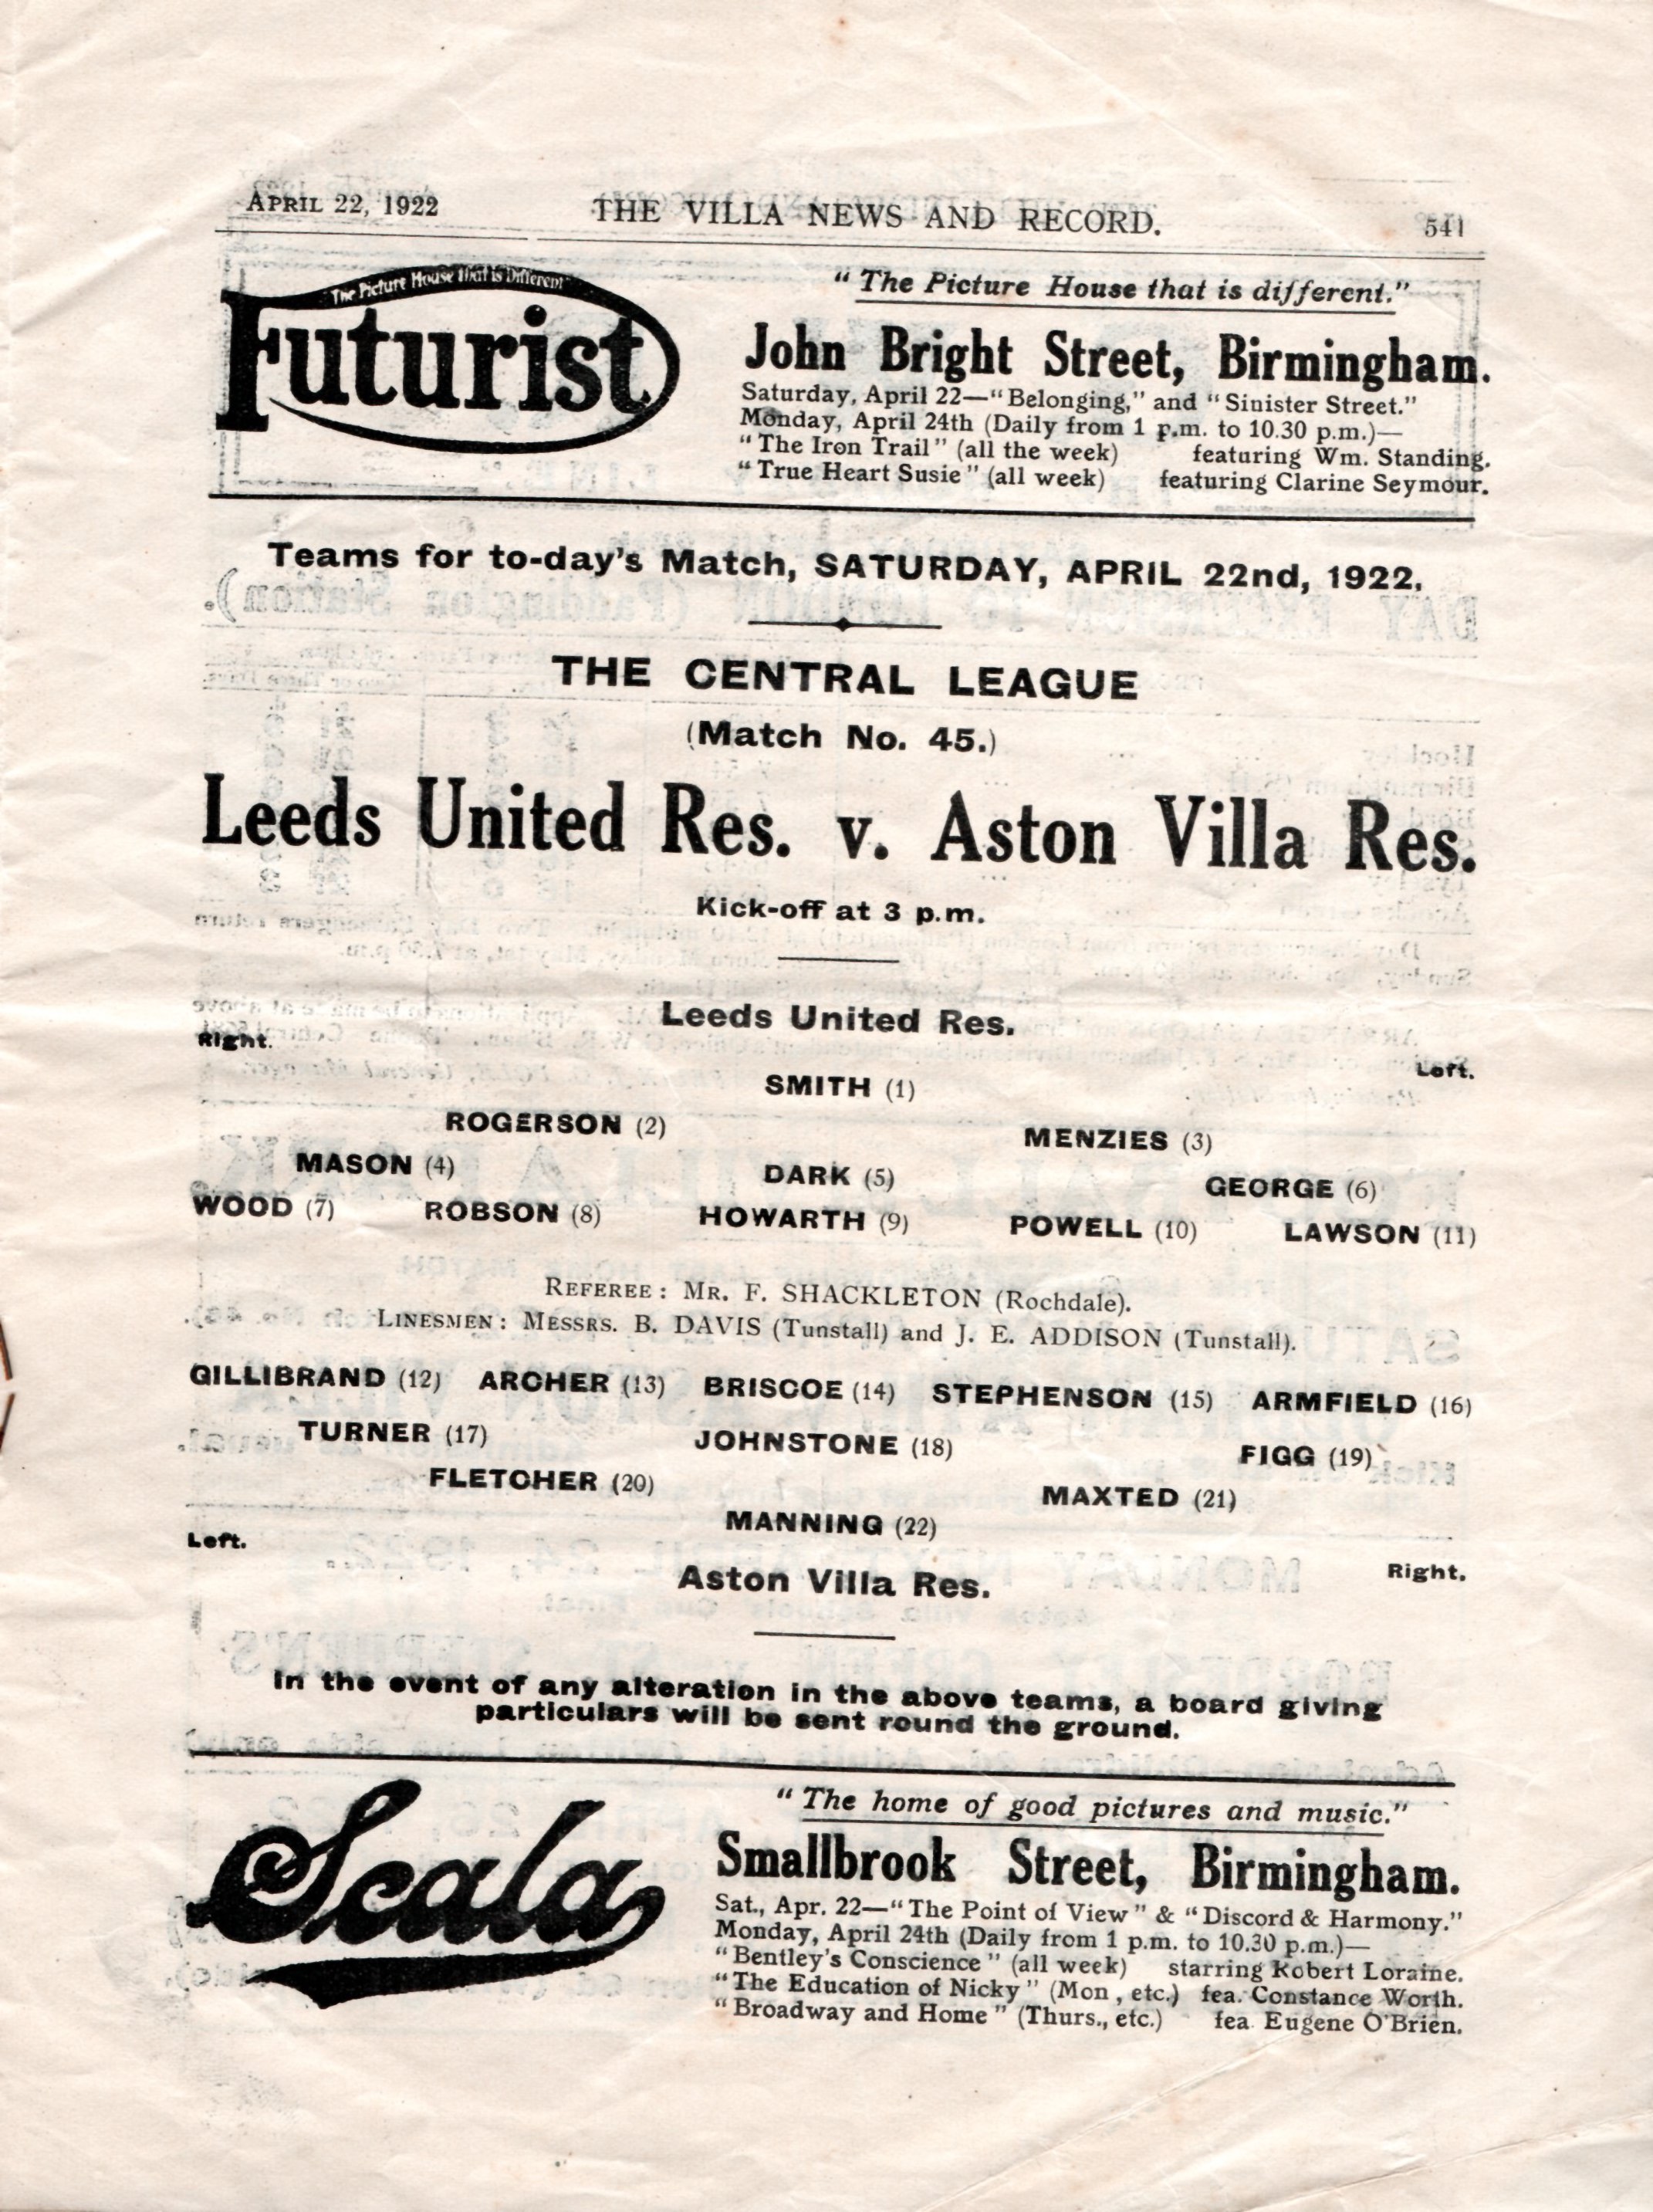 APRIL 22, 1922 THE VILLA NEWS AND RECORD. 541
The Picture House that is Different
Futurist
"The Picture House that is different."
John Bright Street, Birmingham.
Saturday, April 22—"Belonging," and "Sinister Street."
Monday, April 24th (Daily from 1 p.m. to 10.30 p.m.)—
"The Iron Trail" (all the week) featuring Wm. Standing.
"True Heart Susie" (all week) featuring Clarine Seymour.
Teams for to-day's Match, SATURDAY, APRIL 22nd, 1922,
THE CENTRAL LEAGUE
(Match No. 45.)
Leeds United Res. v. Aston Villa Res.
Kick-off at 3 p.m.
Leeds United Res.
Right. Left.
SMITH (1)
ROGERSON (2) MENZIES (3)
MASON (4) DARK (5) GEORGE (6)
WOOD (7) ROBSON (8) HOWARTH (9) POWELL (10) LAWSON (11)
REFEREE: MR. F. SHACKLETON (Rochdale).
LINESMEN: MESSRS. B. DAVIS (Tunstall) and J. E. ADDISON (Tunstall).
GILLIBRAND (12) ARCHER (13) BRISCOE (14) STEPHENSON (15) ARMFIELD (16)
TURNER (17) JOHNSTONE (18) FIGG (19)
FLETCHER (20) MAXTED (21)
MANNING (22)
Left. Right.
Aston Villa Res.
In the event of any alteration in the above teams, a board giving
particulars will be sent round the ground.
Scala
"The home of good pictures and music."
Smallbrook Street, Birmingham.
Sat., Apr. 22—"The Point of View" & "Discord & Harmony."
Monday, April 24th (Daily from 1 p.m. to 10.30 p.m.)—
"Bentley's Conscience" (all week) starring Robert Loraine.
"The Education of Nicky" (Mon, etc.) fea. Constance Worth.
"Broadway and Home" (Thurs., etc.) fea Eugene O'Brien.